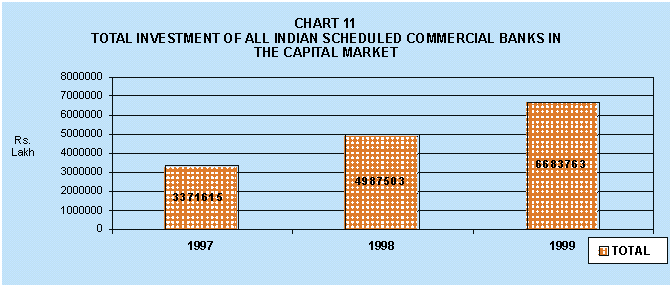 CHART 11
TOTAL INVESTMENT OF ALL INDIAN SCHEDULED COMMERCIAL BANKS IN
THE CAPITAL MARKET
8000000
7000000
6000000
5000000
4000000
3000000
2000000
1000000
0
Rs.
Lakh
3371615
4987503
6683763
1997
1998
1999
TOTAL